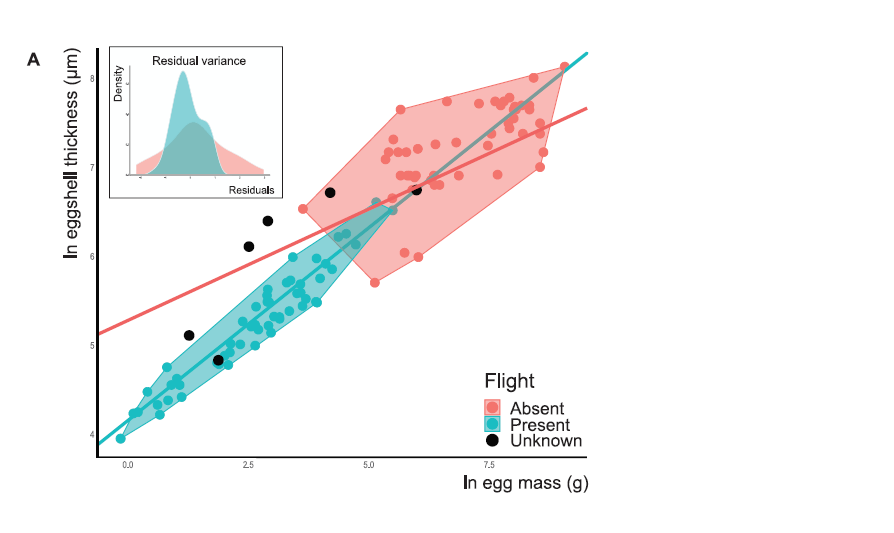 A
ln eggshell thickness (μm)
8
7
6
5
4
0.0
2.5
5.0
7.5
ln egg mass (g)
Residual variance
Density
Residuals
Flight
Absent
Present
Unknown